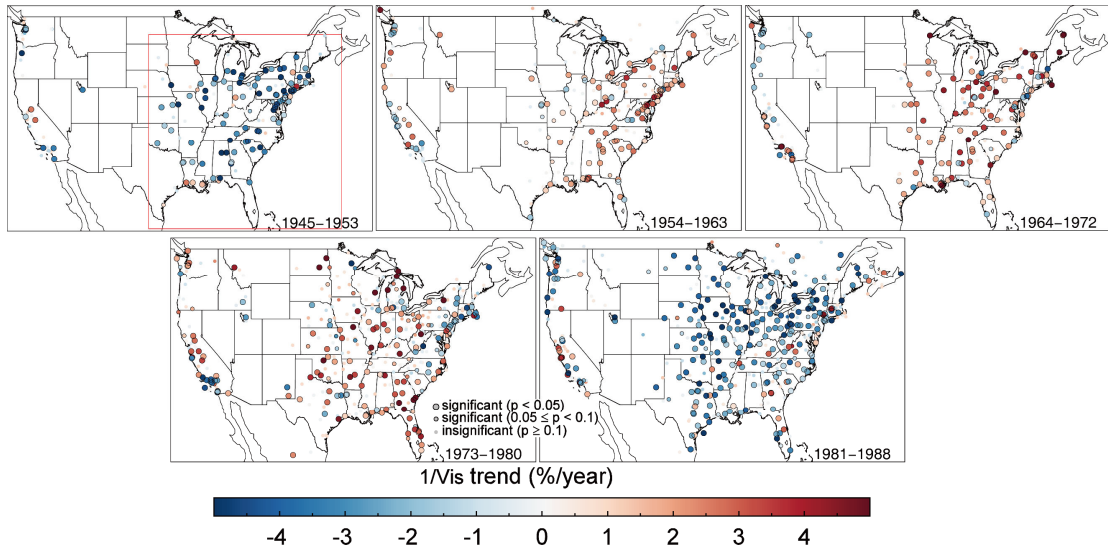 1945−1953
1954−1963
1964−1972
significant (p < 0.05)
significant (0.05 ≤ p < 0.1)
insignificant (p ≥ 0.1)
1973−1980
1981−1988
1/Vis trend (%/year)
-4 -3 -2 -1 0 1 2 3 4